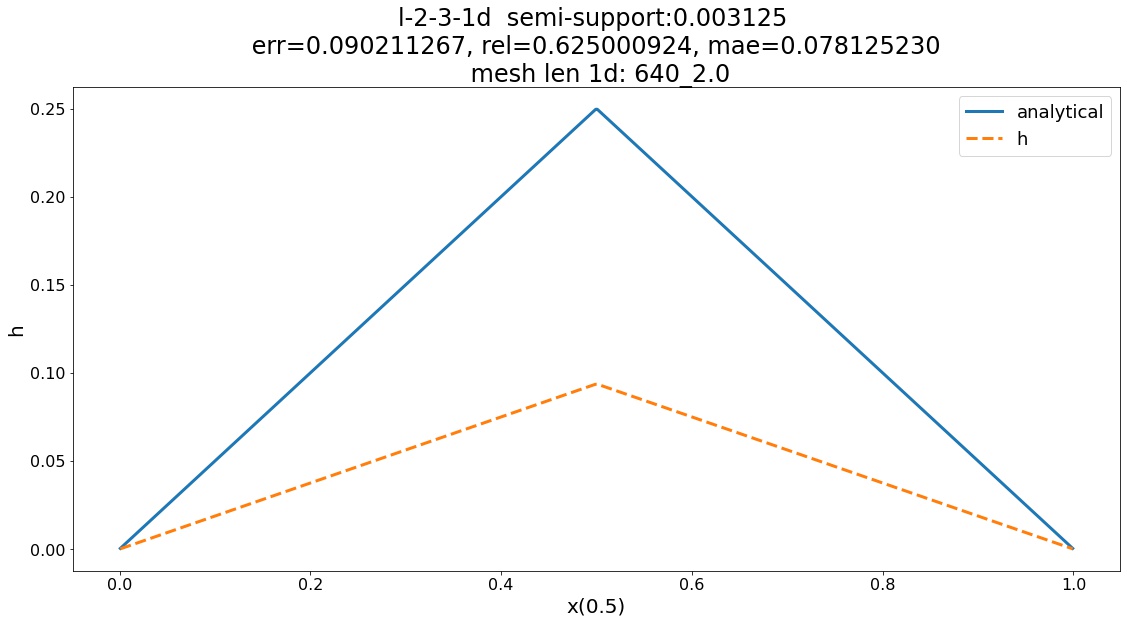 l-2-3-1d  semi-support:0.003125
err=0.090211267, rel=0.625000924, mae=0.078125230
mesh len 1d: 640_2.0
analytical
h
0.25
0.20
0.15
0.10
0.05
0.00
h
0.0
0.2
0.4
0.6
0.8
1.0
x(0.5)